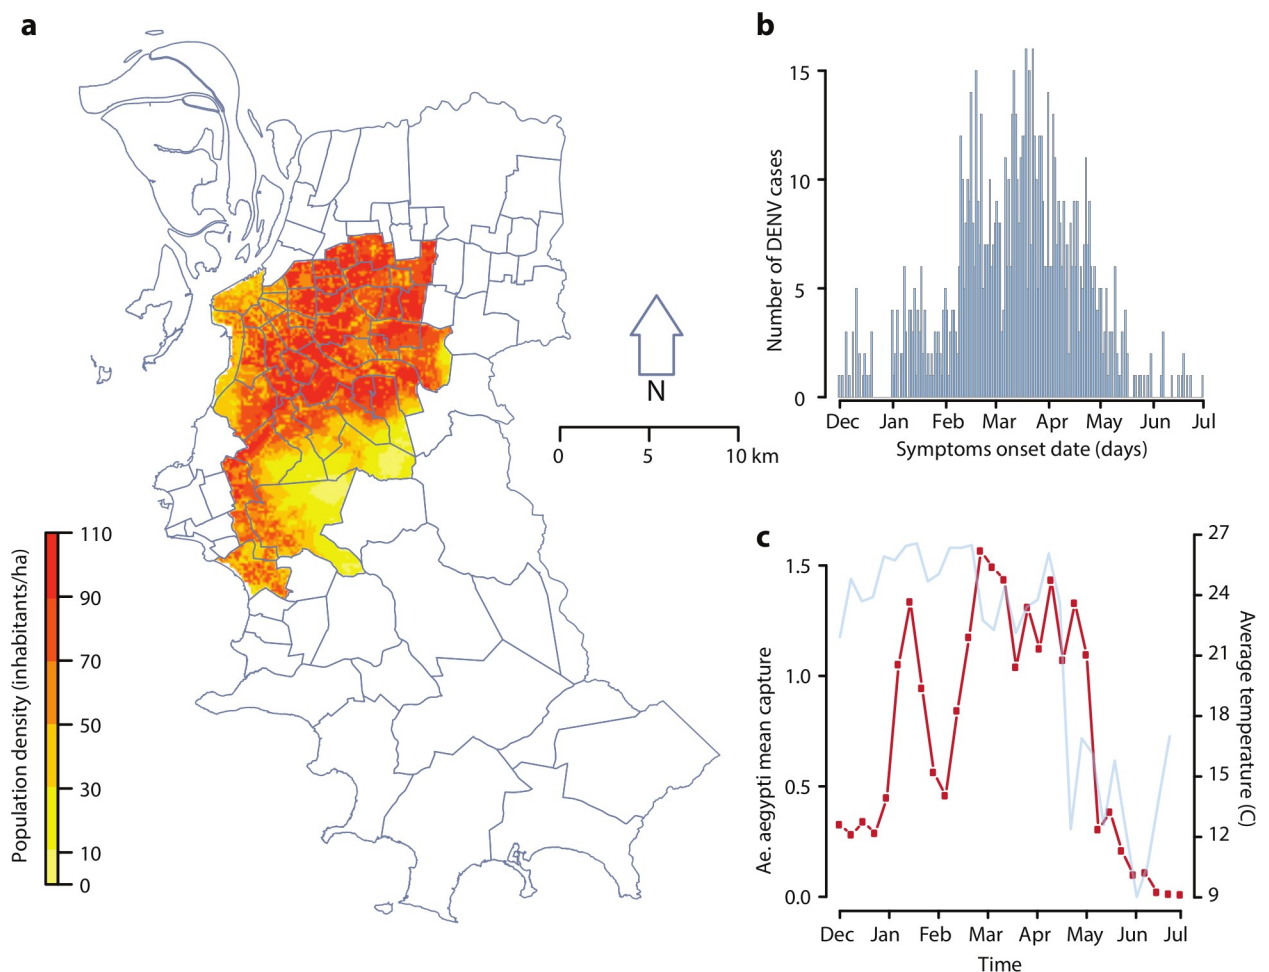 a
N
0 5 10 km
Population density (inhabitants/ha)
110
90
70
50
30
10
0
b
Number of DENV cases
15
10
5
0
Dec Jan Feb Mar Apr May Jun Jul
Symptoms onset date (days)
c
Ae. aegypti mean capture
1.5
1.0
0.5
0.0
27
24
21
18
15
12
9
Average temperature (C)
Dec Jan Feb Mar Apr May Jun Jul
Time